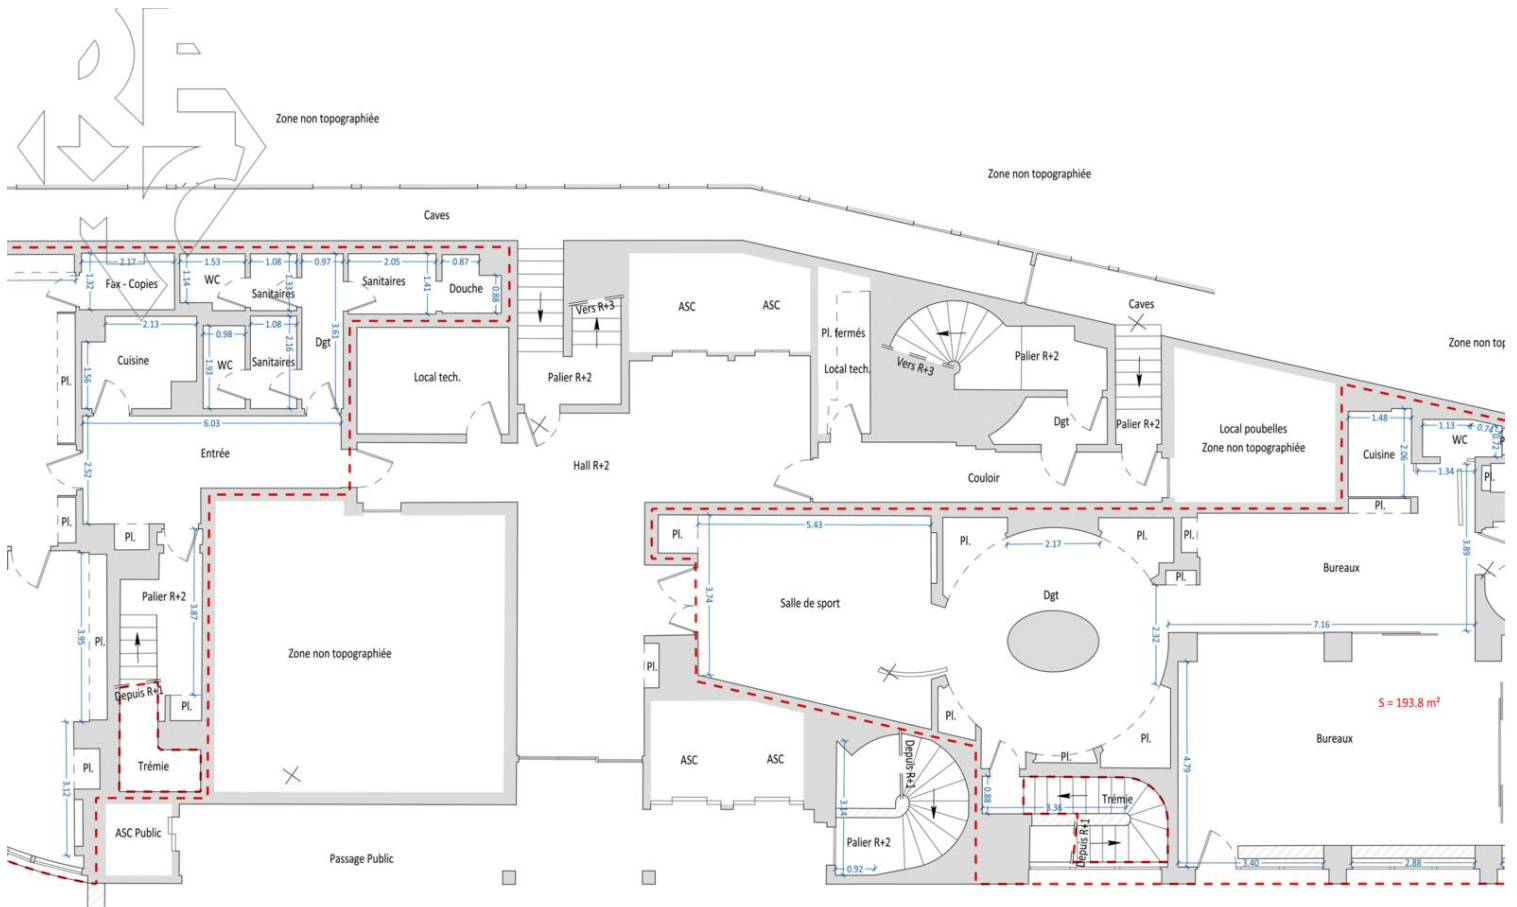 Zone non topographiée
Zone non topographiée
Caves
2.17
1.53
1.08
0.97
2.05
0.87
1.32
Fax - Copies
1.14
WC
Sanitaires
1.33
Sanitaires
1.41
Douche
0.88
ASC
ASC
Caves
Vers R+3
2.13
0.98
1.08
3.61
Cuisine
WC
Sanitaires
2.16
Dgt
1.56
1.93
Pl.
Local tech.
Palier R+2
Pl. fermés
Local tech.
Vers R+3
Palier R+2
Zone non top
6.03
Entrée
2.52
Hall R+2
Dgt
Palier R+2
Couloir
Local poubelles
Zone non topographiée
1.48
Cuisine
2.06
1.13
0.74
WC
0.72
1.34
Pl.
Pl.
Pl.
Pl.
Pl.
5.43
Pl.
2.17
Pl.
Pl.
3.89
Palier R+2
3.87
3.95
Pl.
Salle de sport
3.74
Dgt
Pl.
Bureaux
2.32
7.16
Zone non topographiée
Pl.
Depuis R+1
Pl.
Pl.
Pl.
S = 193.8 m²
Bureaux
3.12
Pl.
Trémie
ASC
ASC
Depuis R+1
Pl.
4.79
3.14
0.88
3.36
Trémie
ASC Public
Passage Public
Palier R+2
0.92
Depuis R+1
3.40
2.88